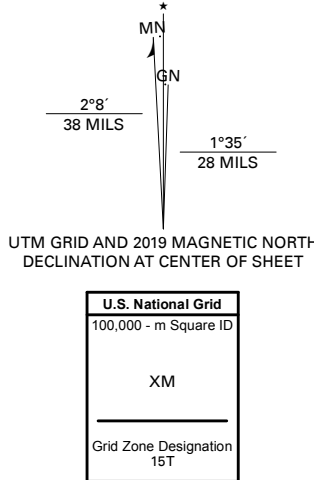 ★
MN
GN
2°8´
38 MILS
1°35´
28 MILS
UTM GRID AND 2019 MAGNETIC NORTH
DECLINATION AT CENTER OF SHEET
U.S. National Grid
100,000 - m Square ID
XM
Grid Zone Designation
15T